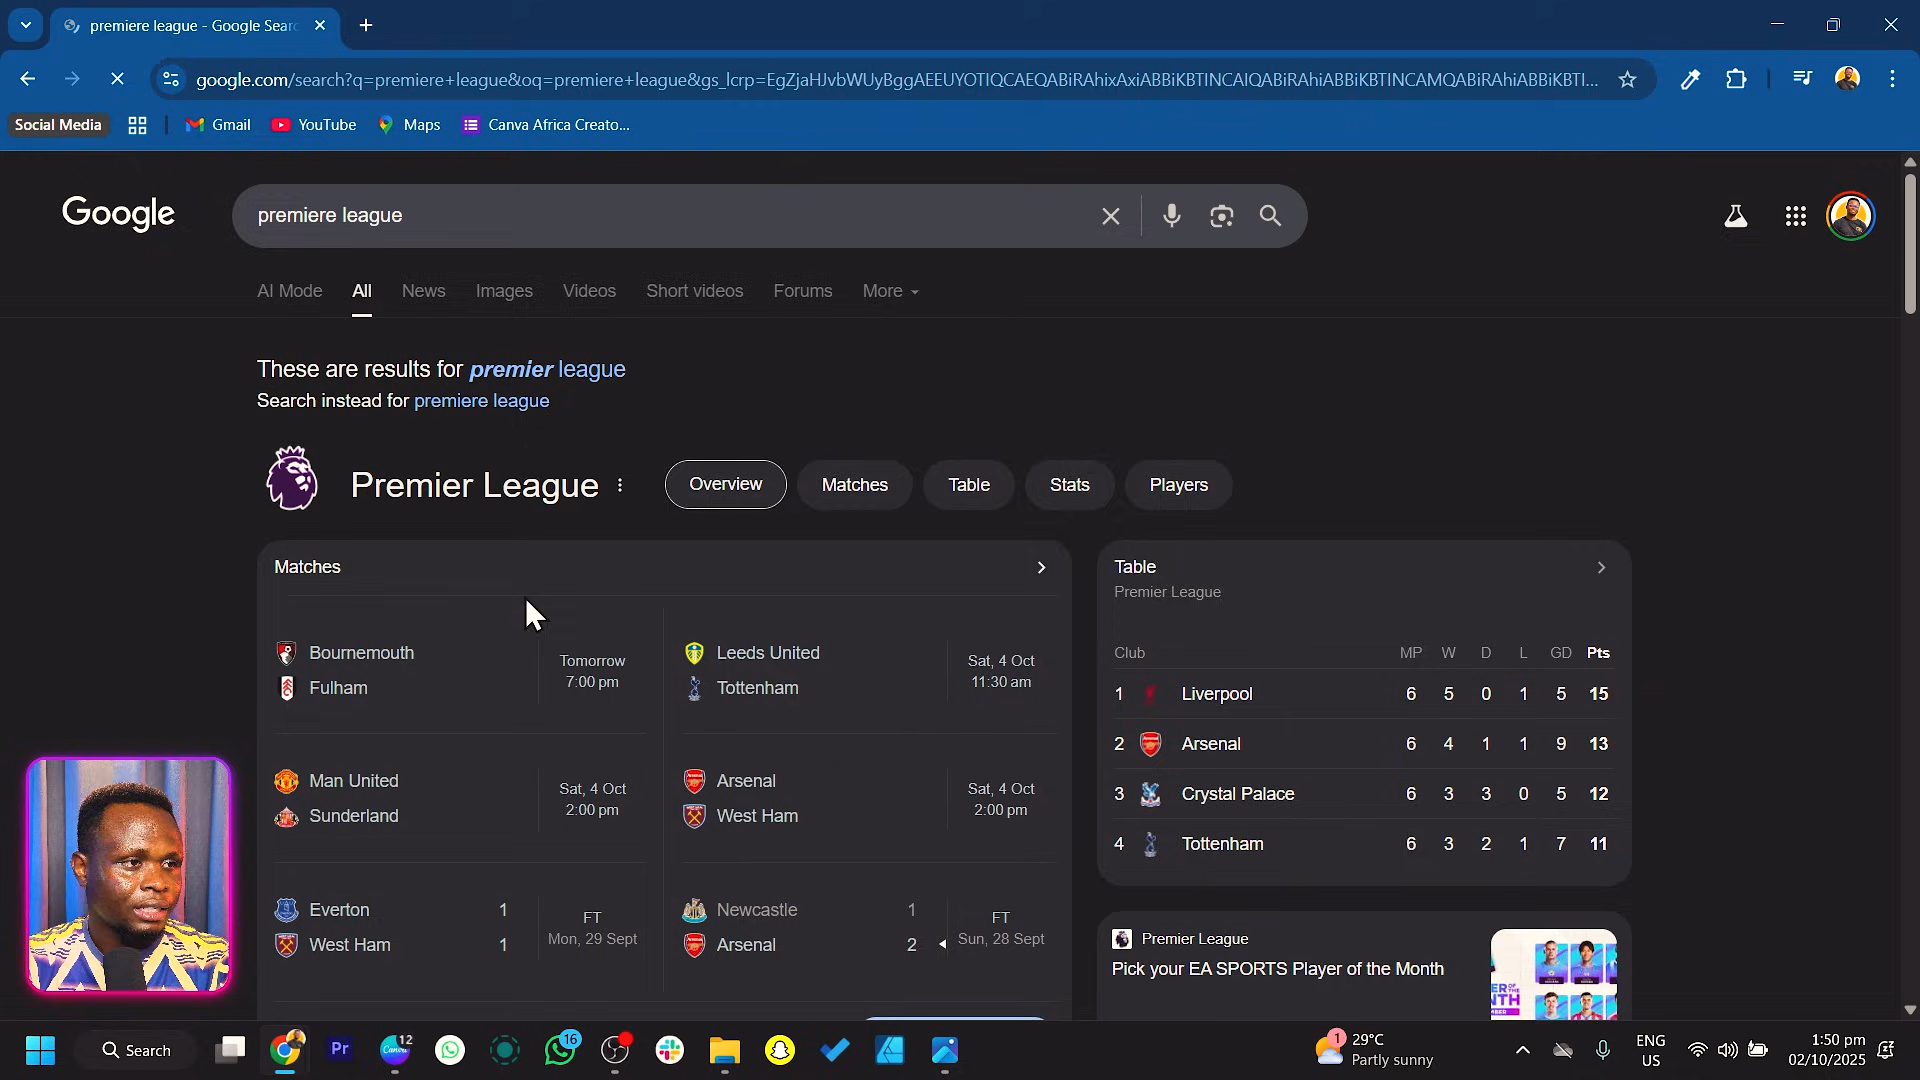 premiere league - Google Sear
google.com/search?q=premiere+league&oq=premiere+league&gs_lcrp=EgZjaHJvbWUyBggAEEUYOTIQCAEQABiRAhixAxiABBiKBTINCAIQABiRAhiABBiKBTINCAMQABiRAhiABBiKBTI...
Social Media
Gmail
YouTube
Maps
Canva Africa Creato...
Google
premiere league
AI Mode
All
News
Images
Videos
Short videos
Forums
More
These are results for premier league
Search instead for premiere league
Premier League
Overview
Matches
Table
Stats
Players
Matches
Bournemouth
Fulham
Tomorrow
7:00 pm
Leeds United
Tottenham
Sat, 4 Oct
11:30 am
Man United
Sunderland
Sat, 4 Oct
2:00 pm
Arsenal
West Ham
Sat, 4 Oct
2:00 pm
Everton 1
West Ham 1
FT
Mon, 29 Sept
Newcastle 1
Arsenal 2
FT
Sun, 28 Sept
Table
Premier League
Club MP W D L GD Pts
1 Liverpool 6 5 0 1 5 15
2 Arsenal 6 4 1 1 9 13
3 Crystal Palace 6 3 3 0 5 12
4 Tottenham 6 3 2 1 7 11
Premier League
Pick your EA SPORTS Player of the Month
Search
Pr
Canva
12
16
1
29°C
Partly sunny
ENG
US
1:50 pm
02/10/2025